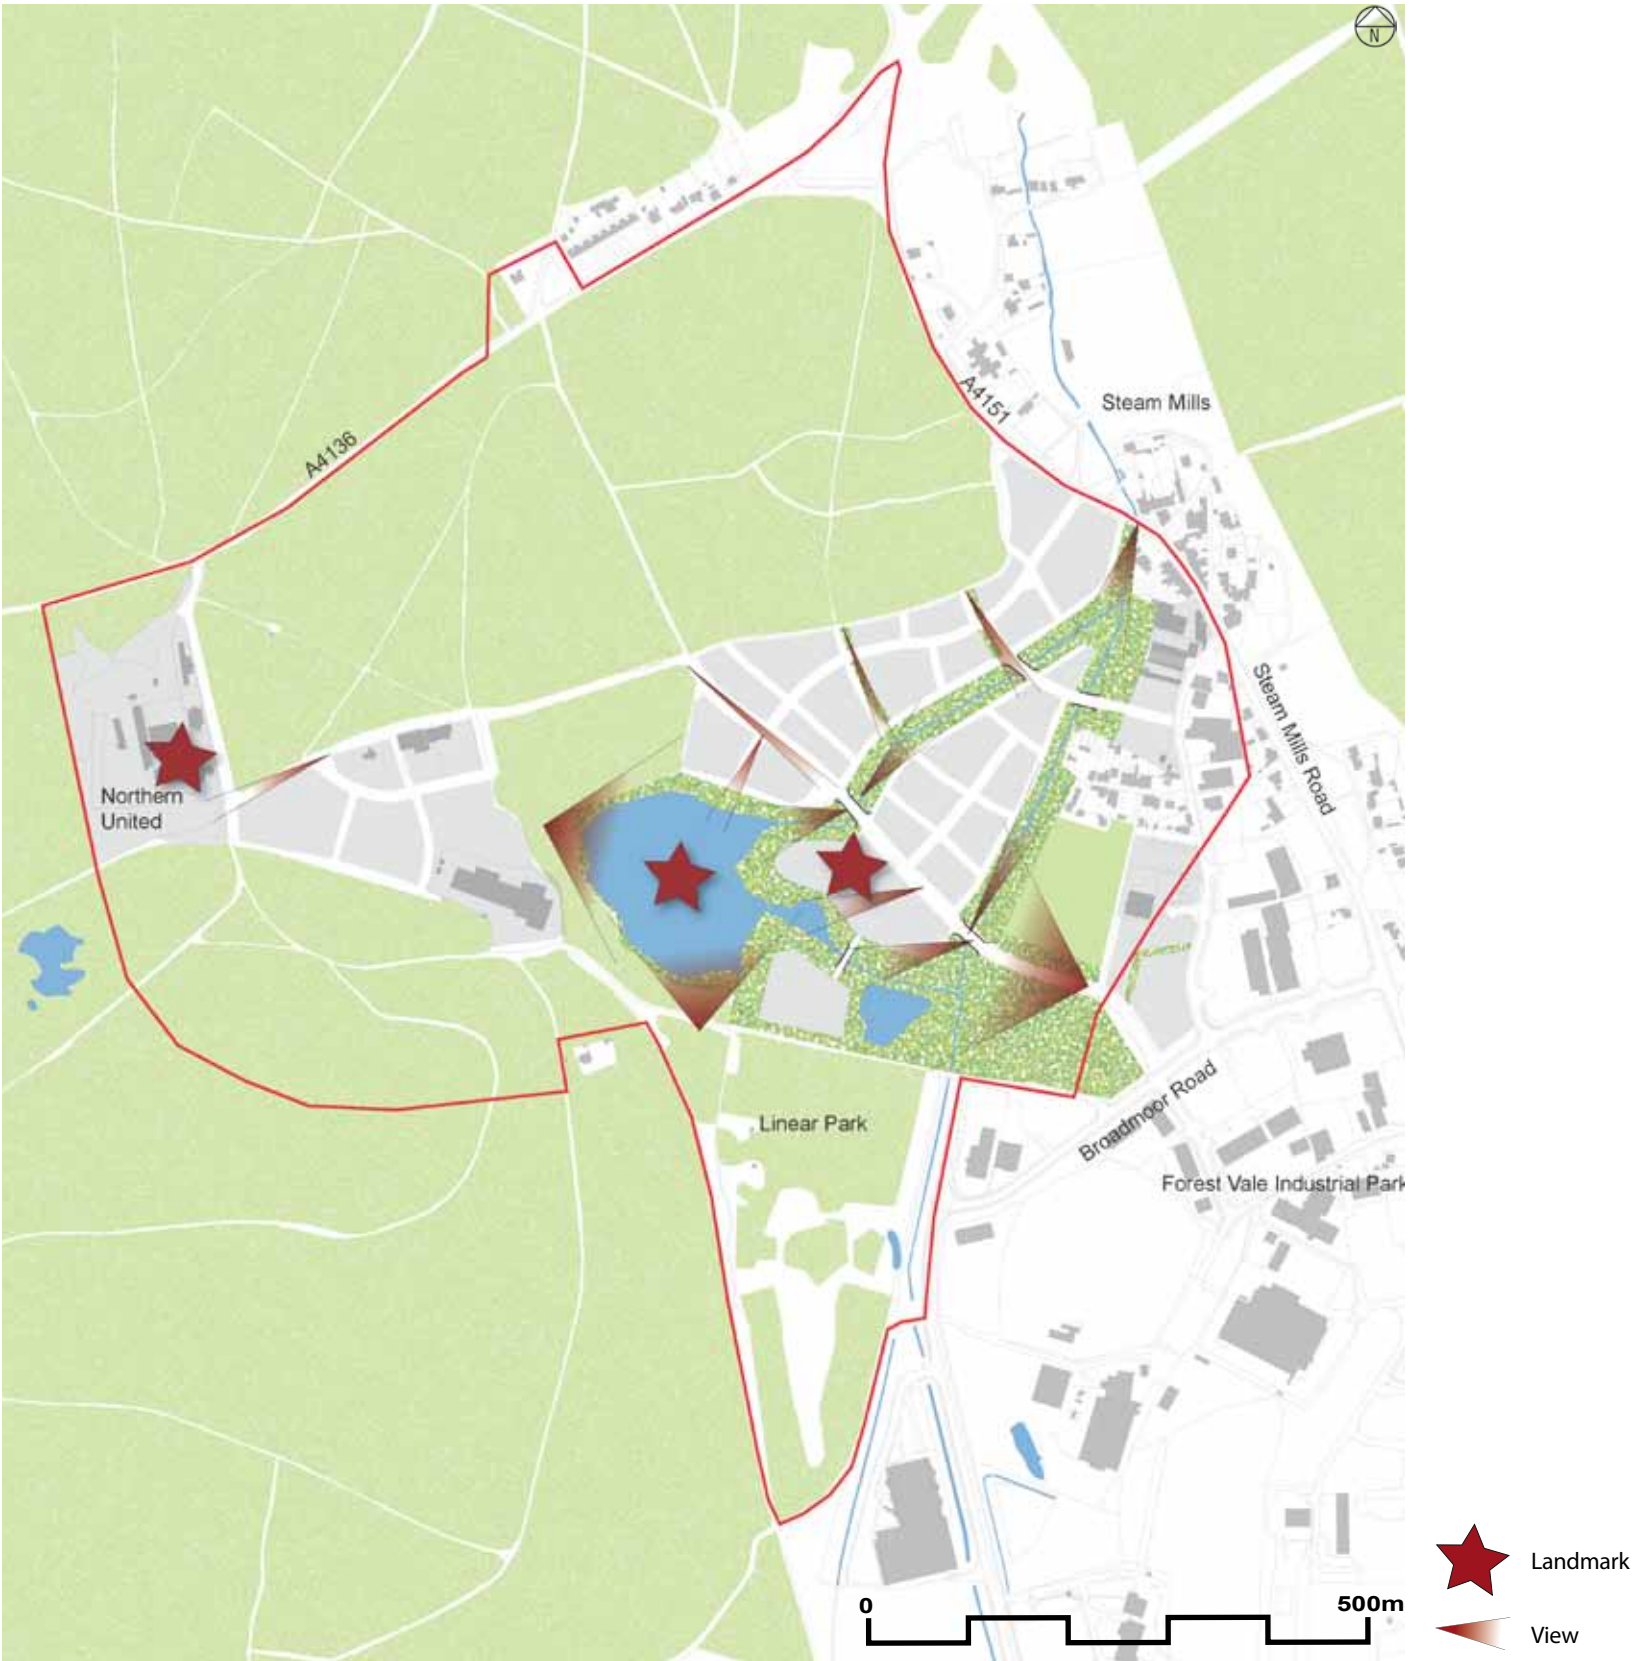 N
Steam Mills
A4151
A4136
Steam Mills Road
Northern
United
Linear Park
Broadmoor Road
Forest Vale Industrial Park
0
500m
Landmark
View